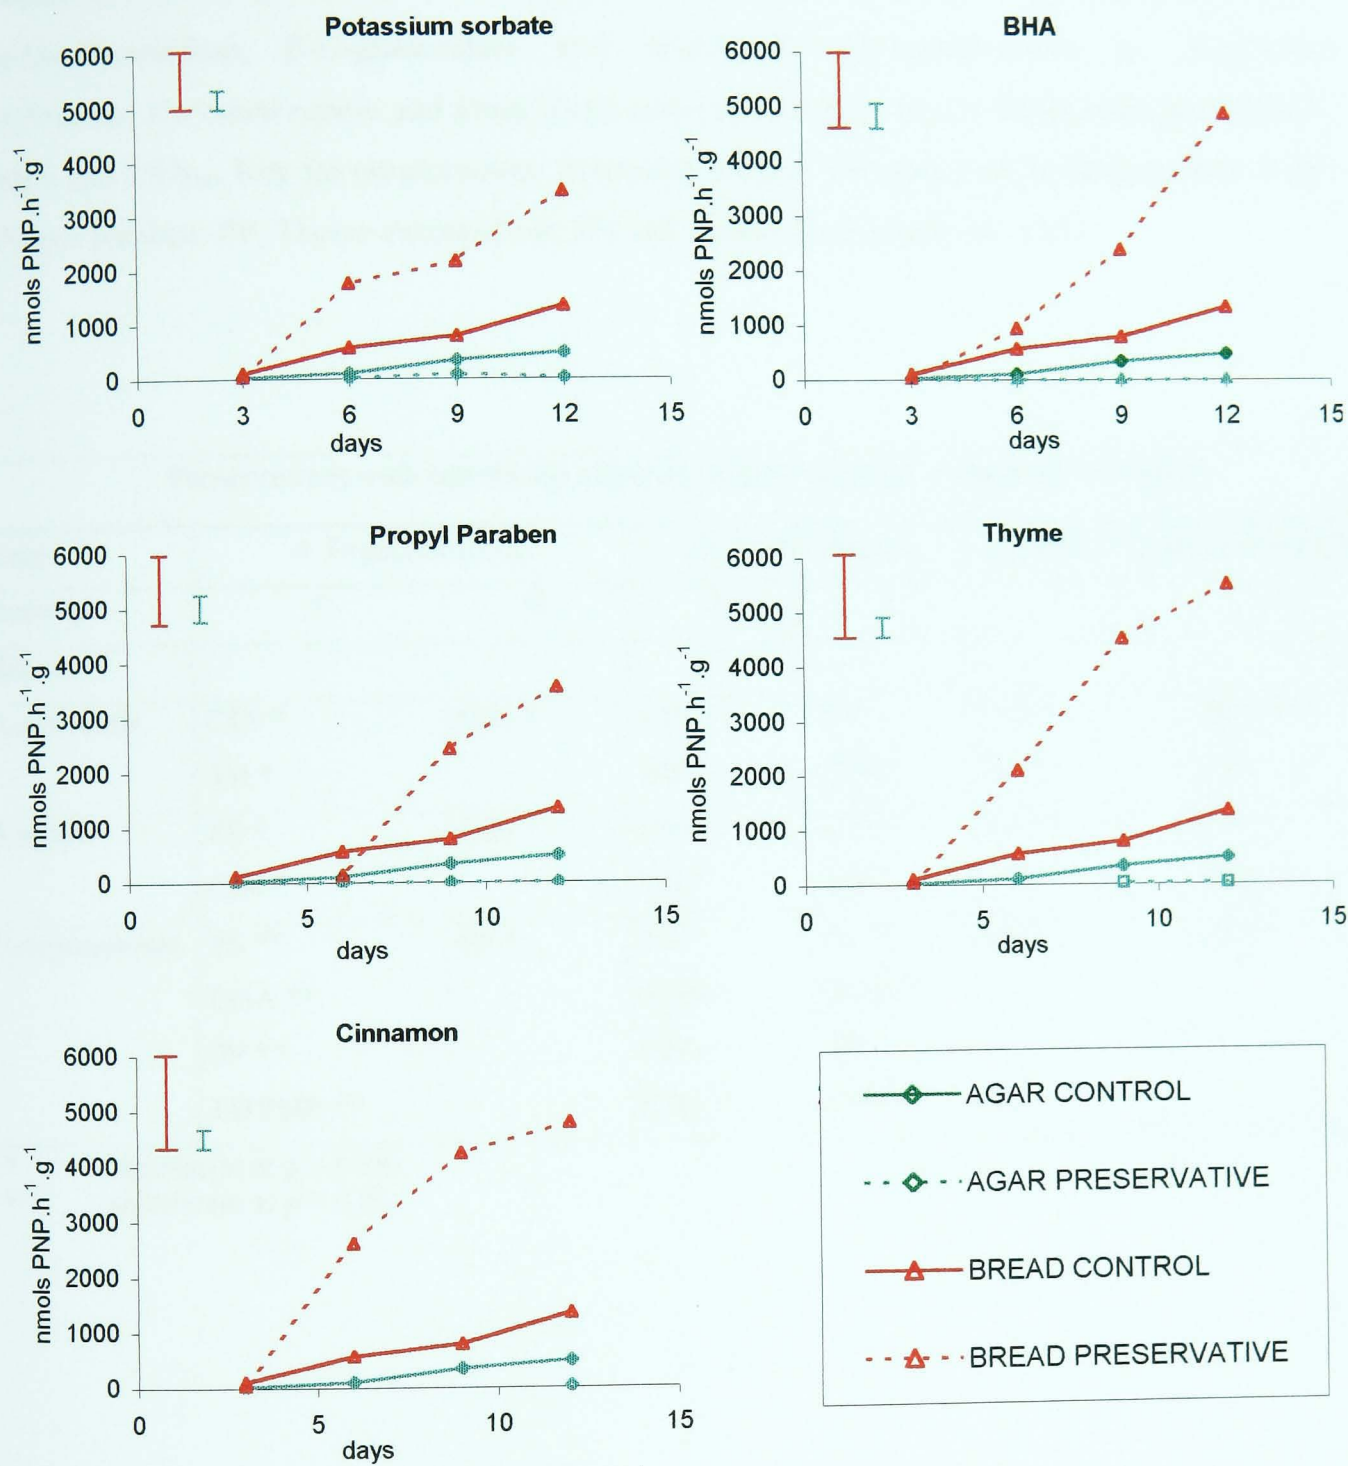 Potassium sorbate
6000
5000
4000
3000
2000
1000
0
nmols PNP.h⁻¹.g⁻¹
0 3 6 9 12 15
days
BHA
6000
5000
4000
3000
2000
1000
0
nmols PNP.h⁻¹.g⁻¹
0 3 6 9 12 15
days
Propyl Paraben
6000
5000
4000
3000
2000
1000
0
nmols PNP.h⁻¹.g⁻¹
0 5 10 15
days
Thyme
6000
5000
4000
3000
2000
1000
0
nmols PNP.h⁻¹.g⁻¹
0 5 10 15
days
Cinnamon
6000
5000
4000
3000
2000
1000
0
nmols PNP.h⁻¹.g⁻¹
0 5 10 15
days
AGAR CONTROL
AGAR PRESERVATIVE
BREAD CONTROL
BREAD PRESERVATIVE